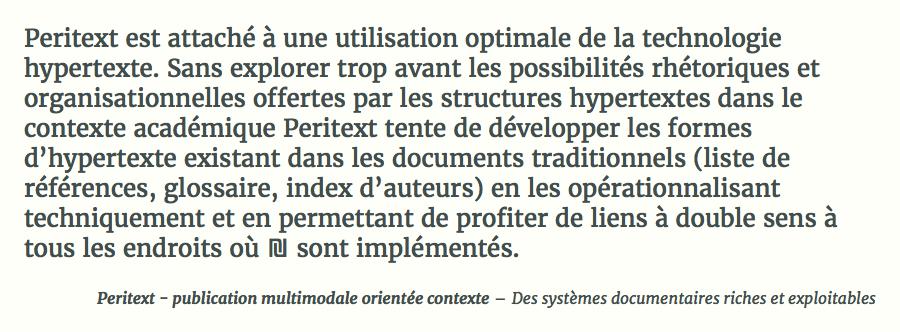 Peritext est attaché à une utilisation optimale de la technologie
hypertexte. Sans explorer trop avant les possibilités rhétoriques et
organisationnelles offertes par les structures hypertextes dans le
contexte académique Peritext tente de développer les formes
d’hypertexte existant dans les documents traditionnels (liste de
références, glossaire, index d’auteurs) en les opérationnalisant
techniquement et en permettant de profiter de liens à double sens à
tous les endroits où ₪ sont implémentés.
Peritext - publication multimodale orientée contexte – Des systèmes documentaires riches et exploitables